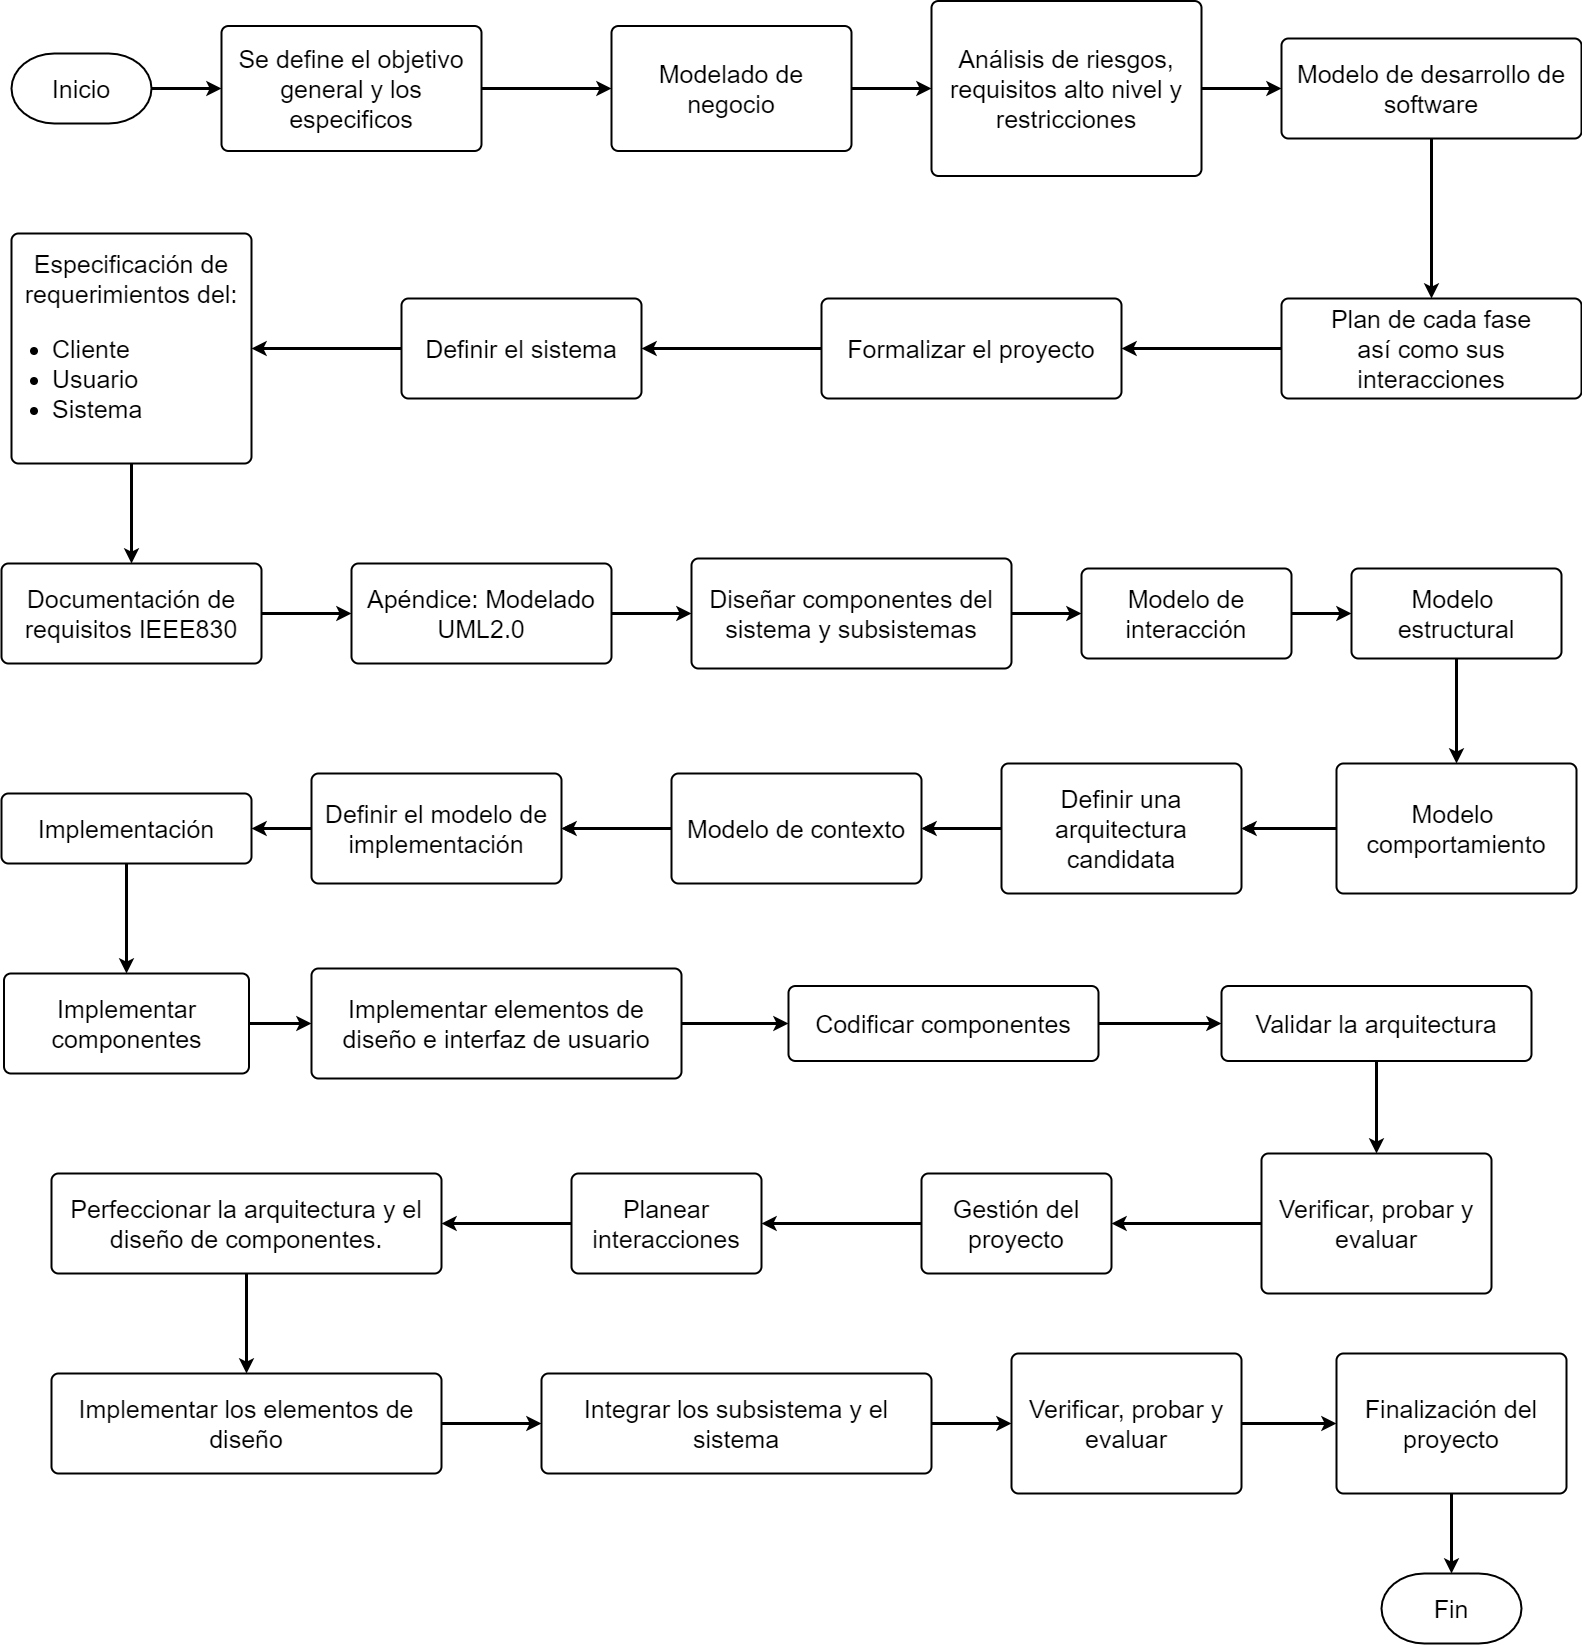 Inicio
Se define el objetivo
general y los
especificos
Modelado de
negocio
Análisis de riesgos,
requisitos alto nivel y
restricciones
Modelo de desarrollo de
software
Plan de cada fase
así como sus
interacciones
Formalizar el proyecto
Definir el sistema
Especificación de
requerimientos del:
• Cliente
• Usuario
• Sistema
Documentación de
requisitos IEEE830
Apéndice: Modelado
UML2.0
Diseñar componentes del
sistema y subsistemas
Modelo de
interacción
Modelo
estructural
Modelo
comportamiento
Definir una
arquitectura
candidata
Modelo de contexto
Definir el modelo de
implementación
Implementación
Implementar
componentes
Implementar elementos de
diseño e interfaz de usuario
Codificar componentes
Validar la arquitectura
Verificar, probar y
evaluar
Gestión del
proyecto
Planear
interacciones
Perfeccionar la arquitectura y el
diseño de componentes.
Implementar los elementos de
diseño
Integrar los subsistema y el
sistema
Verificar, probar y
evaluar
Finalización del
proyecto
Fin